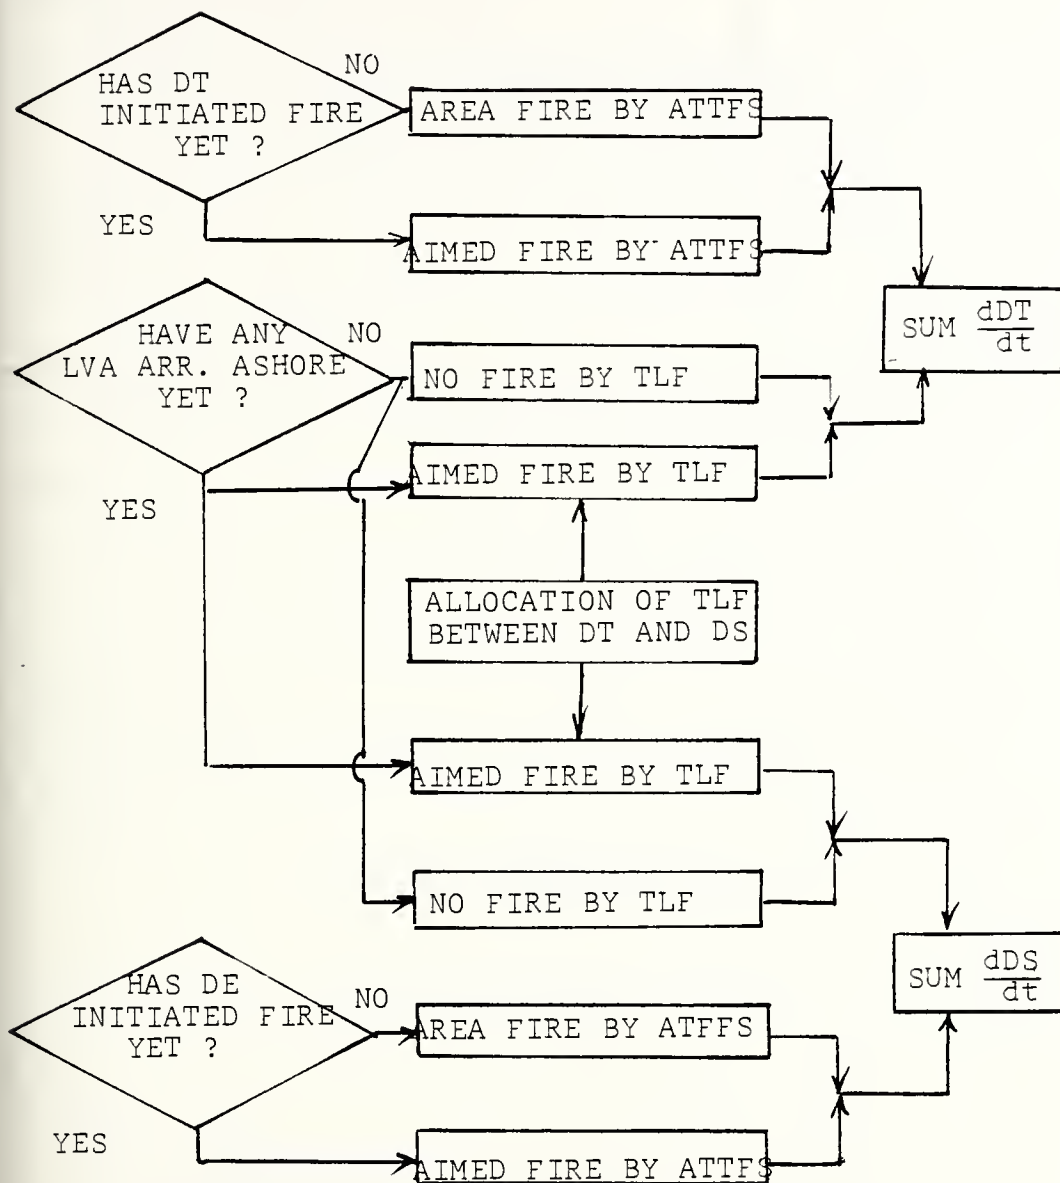 HAS DT
INITIATED FIRE
YET ?
NO
AREA FIRE BY ATTFS
YES
AIMED FIRE BY ATTFS
SUM dDT
dt
HAVE ANY
LVA ARR. ASHORE
YET ?
NO
NO FIRE BY TLF
AIMED FIRE BY TLF
YES
ALLOCATION OF TLF
BETWEEN DT AND DS
AIMED FIRE BY TLF
NO FIRE BY TLF
SUM dDS
dt
HAS DE
INITIATED FIRE
YET ?
NO
AREA FIRE BY ATFFS
YES
AIMED FIRE BY ATTFS